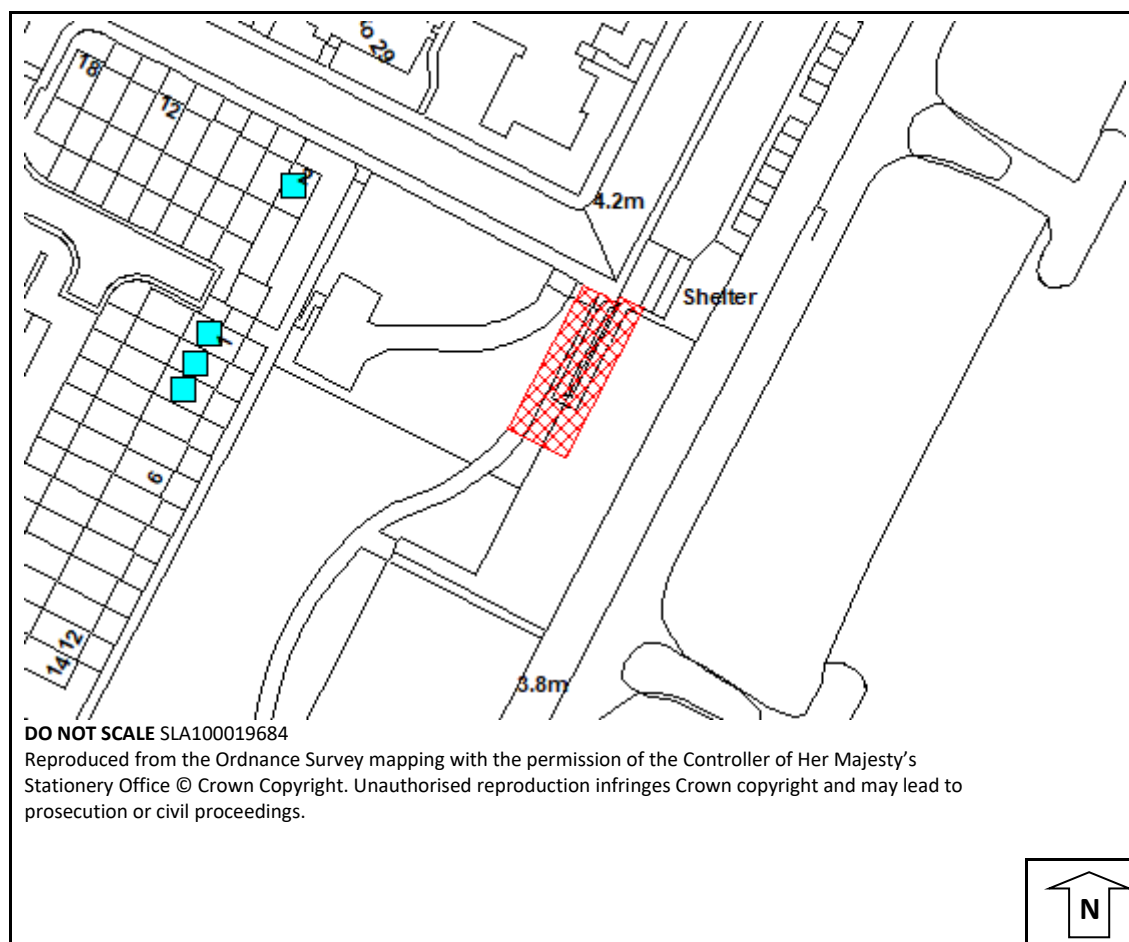 o 29
18
12
2
4.2m
Shelter
1
6
12
14
3.8m
DO NOT SCALE SLA100019684
Reproduced from the Ordnance Survey mapping with the permission of the Controller of Her Majesty’s
Stationery Office © Crown Copyright. Unauthorised reproduction infringes Crown copyright and may lead to
prosecution or civil proceedings.
N